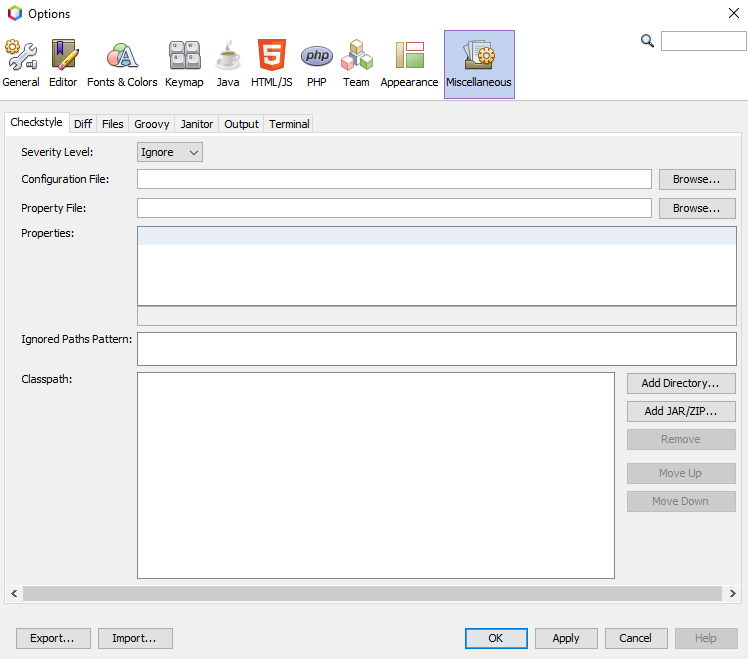 Options
General Editor Fonts & Colors Keymap Java HTML/JS PHP Team Appearance Miscellaneous
Checkstyle Diff Files Groovy Janitor Output Terminal
Severity Level: Ignore
Configuration File: Browse...
Property File: Browse...
Properties:
Ignored Paths Pattern:
Classpath:
Add Directory...
Add JAR/ZIP...
Remove
Move Up
Move Down
Export... Import... OK Apply Cancel Help